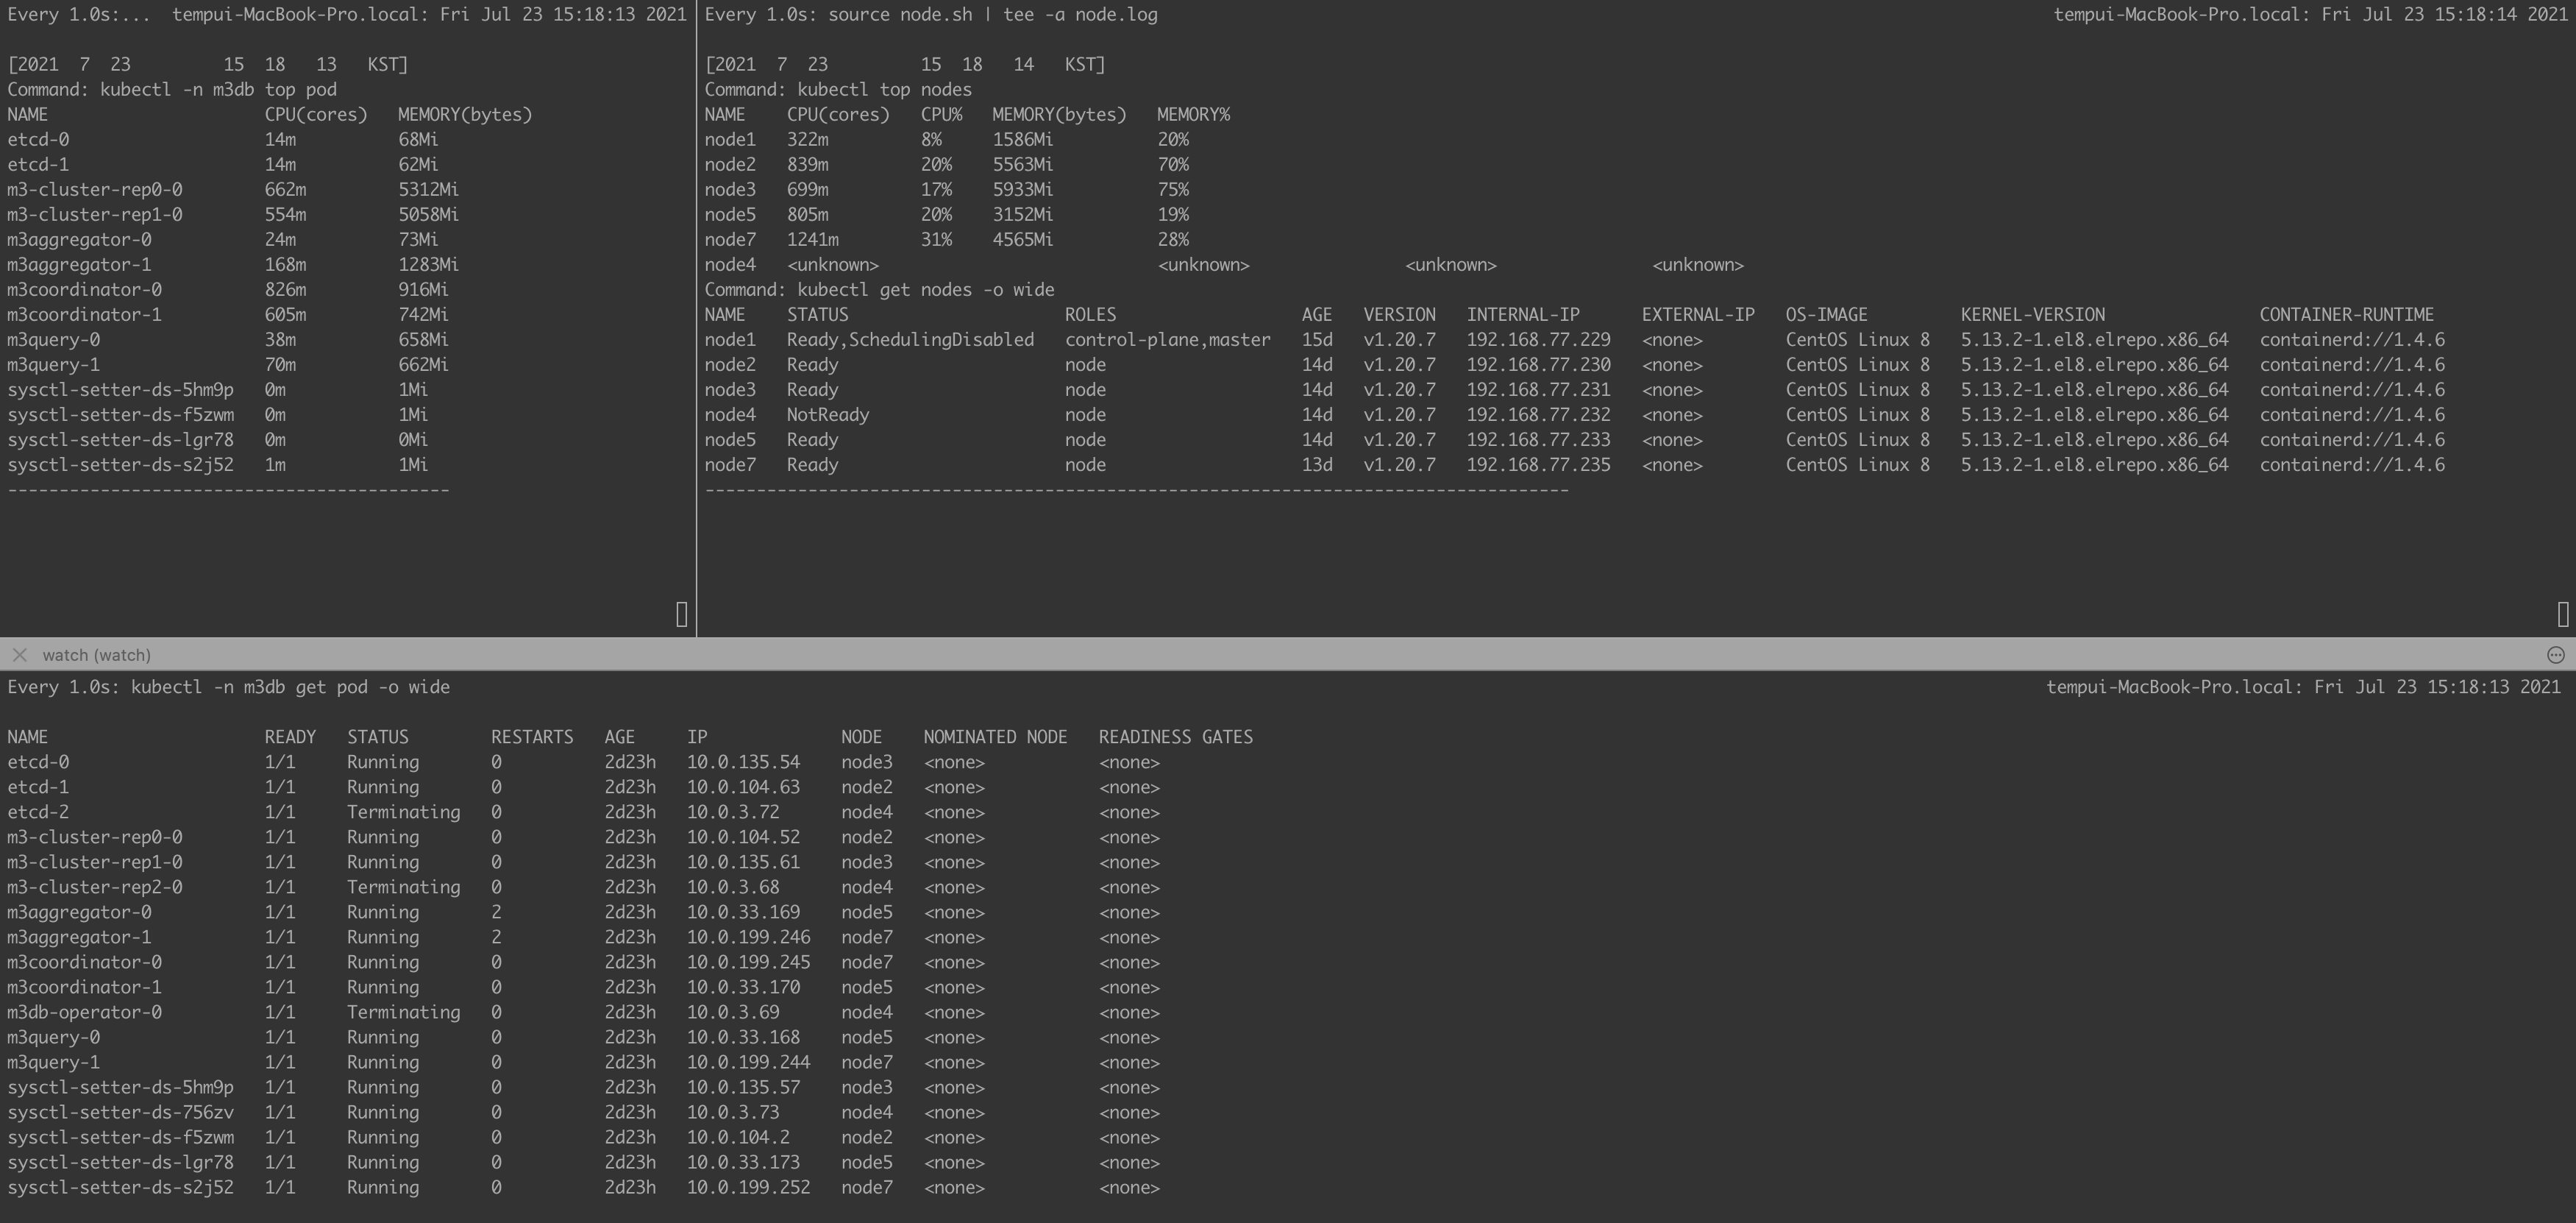 Every 1.0s:...  tempui-MacBook-Pro.local: Fri Jul 23 15:18:13 2021
[2021  7  23         15  18   13   KST]
Command: kubectl -n m3db top pod
NAME                     CPU(cores)   MEMORY(bytes)
etcd-0                   14m          68Mi
etcd-1                   14m          62Mi
m3-cluster-rep0-0        662m         5312Mi
m3-cluster-rep1-0        554m         5058Mi
m3aggregator-0           24m          73Mi
m3aggregator-1           168m         1283Mi
m3coordinator-0          826m         916Mi
m3coordinator-1          605m         742Mi
m3query-0                38m          658Mi
m3query-1                70m          662Mi
sysctl-setter-ds-5hm9p   0m           1Mi
sysctl-setter-ds-f5zwm   0m           1Mi
sysctl-setter-ds-lgr78   0m           0Mi
sysctl-setter-ds-s2j52   1m           1Mi
-------------------------------------------
Every 1.0s: source node.sh | tee -a node.log  tempui-MacBook-Pro.local: Fri Jul 23 15:18:14 2021
[2021  7  23         15  18   14   KST]
Command: kubectl top nodes
NAME    CPU(cores)   CPU%   MEMORY(bytes)   MEMORY%
node1   322m         8%     1586Mi          20%
node2   839m         20%    5563Mi          70%
node3   699m         17%    5933Mi          75%
node5   805m         20%    3152Mi          19%
node7   1241m        31%    4565Mi          28%
node4   <unknown>                           <unknown>               <unknown>               <unknown>
Command: kubectl get nodes -o wide
NAME    STATUS                     ROLES                  AGE   VERSION   INTERNAL-IP      EXTERNAL-IP   OS-IMAGE         KERNEL-VERSION                CONTAINER-RUNTIME
node1   Ready,SchedulingDisabled   control-plane,master   15d   v1.20.7   192.168.77.229   <none>        CentOS Linux 8   5.13.2-1.el8.elrepo.x86_64   containerd://1.4.6
node2   Ready                      node                   14d   v1.20.7   192.168.77.230   <none>        CentOS Linux 8   5.13.2-1.el8.elrepo.x86_64   containerd://1.4.6
node3   Ready                      node                   14d   v1.20.7   192.168.77.231   <none>        CentOS Linux 8   5.13.2-1.el8.elrepo.x86_64   containerd://1.4.6
node4   NotReady                   node                   14d   v1.20.7   192.168.77.232   <none>        CentOS Linux 8   5.13.2-1.el8.elrepo.x86_64   containerd://1.4.6
node5   Ready                      node                   14d   v1.20.7   192.168.77.233   <none>        CentOS Linux 8   5.13.2-1.el8.elrepo.x86_64   containerd://1.4.6
node7   Ready                      node                   13d   v1.20.7   192.168.77.235   <none>        CentOS Linux 8   5.13.2-1.el8.elrepo.x86_64   containerd://1.4.6
------------------------------------------------------------------------------------
watch (watch)
Every 1.0s: kubectl -n m3db get pod -o wide  tempui-MacBook-Pro.local: Fri Jul 23 15:18:13 2021
NAME                     READY   STATUS        RESTARTS   AGE     IP             NODE    NOMINATED NODE   READINESS GATES
etcd-0                   1/1     Running       0          2d23h   10.0.135.54    node3   <none>           <none>
etcd-1                   1/1     Running       0          2d23h   10.0.104.63    node2   <none>           <none>
etcd-2                   1/1     Terminating   0          2d23h   10.0.3.72      node4   <none>           <none>
m3-cluster-rep0-0        1/1     Running       0          2d23h   10.0.104.52    node2   <none>           <none>
m3-cluster-rep1-0        1/1     Running       0          2d23h   10.0.135.61    node3   <none>           <none>
m3-cluster-rep2-0        1/1     Terminating   0          2d23h   10.0.3.68      node4   <none>           <none>
m3aggregator-0           1/1     Running       2          2d23h   10.0.33.169    node5   <none>           <none>
m3aggregator-1           1/1     Running       2          2d23h   10.0.199.246   node7   <none>           <none>
m3coordinator-0          1/1     Running       0          2d23h   10.0.199.245   node7   <none>           <none>
m3coordinator-1          1/1     Running       0          2d23h   10.0.33.170    node5   <none>           <none>
m3db-operator-0          1/1     Terminating   0          2d23h   10.0.3.69      node4   <none>           <none>
m3query-0                1/1     Running       0          2d23h   10.0.33.168    node5   <none>           <none>
m3query-1                1/1     Running       0          2d23h   10.0.199.244   node7   <none>           <none>
sysctl-setter-ds-5hm9p   1/1     Running       0          2d23h   10.0.135.57    node3   <none>           <none>
sysctl-setter-ds-756zv   1/1     Running       0          2d23h   10.0.3.73      node4   <none>           <none>
sysctl-setter-ds-f5zwm   1/1     Running       0          2d23h   10.0.104.2     node2   <none>           <none>
sysctl-setter-ds-lgr78   1/1     Running       0          2d23h   10.0.33.173    node5   <none>           <none>
sysctl-setter-ds-s2j52   1/1     Running       0          2d23h   10.0.199.252   node7   <none>           <none>